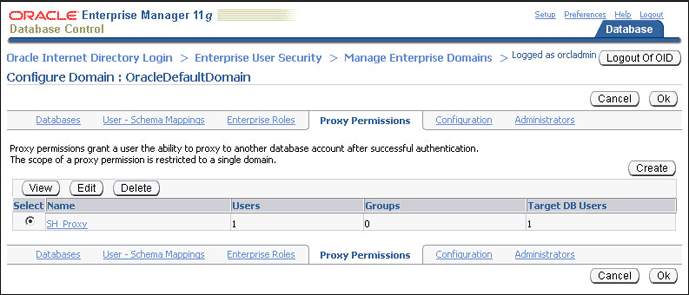 ORACLE Enterprise Manager 11g
Database Control
Setup Preferences Help Logout
Database
Oracle Internet Directory Login > Enterprise User Security > Manage Enterprise Domains > Logged as orcladmin Logout Of OID
Configure Domain : OracleDefaultDomain
Cancel Ok
Databases User - Schema Mappings Enterprise Roles Proxy Permissions Configuration Administrators
Proxy permissions grant a user the ability to proxy to another database account after successful authentication.
The scope of a proxy permission is restricted to a single domain.
Create
View Edit Delete
Select Name Users Groups Target DB Users
SH_Proxy 1 0 1
Databases User - Schema Mappings Enterprise Roles Proxy Permissions Configuration Administrators
Cancel Ok